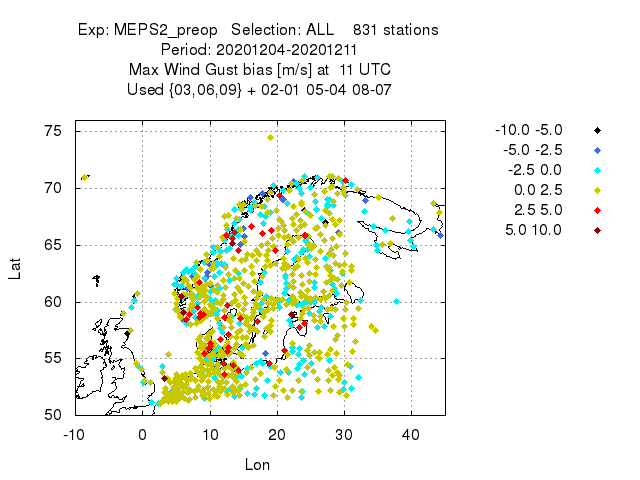 Exp: MEPS2_preop   Selection: ALL    831 stations
Period: 20201204-20201211
Max Wind Gust bias [m/s] at  11 UTC
Used {03,06,09} + 02-01 05-04 08-07
-10.0 -5.0
-5.0 -2.5
-2.5 0.0
0.0 2.5
2.5 5.0
5.0 10.0
75
70
65
60
55
50
Lat
-10 0 10 20 30 40
Lon